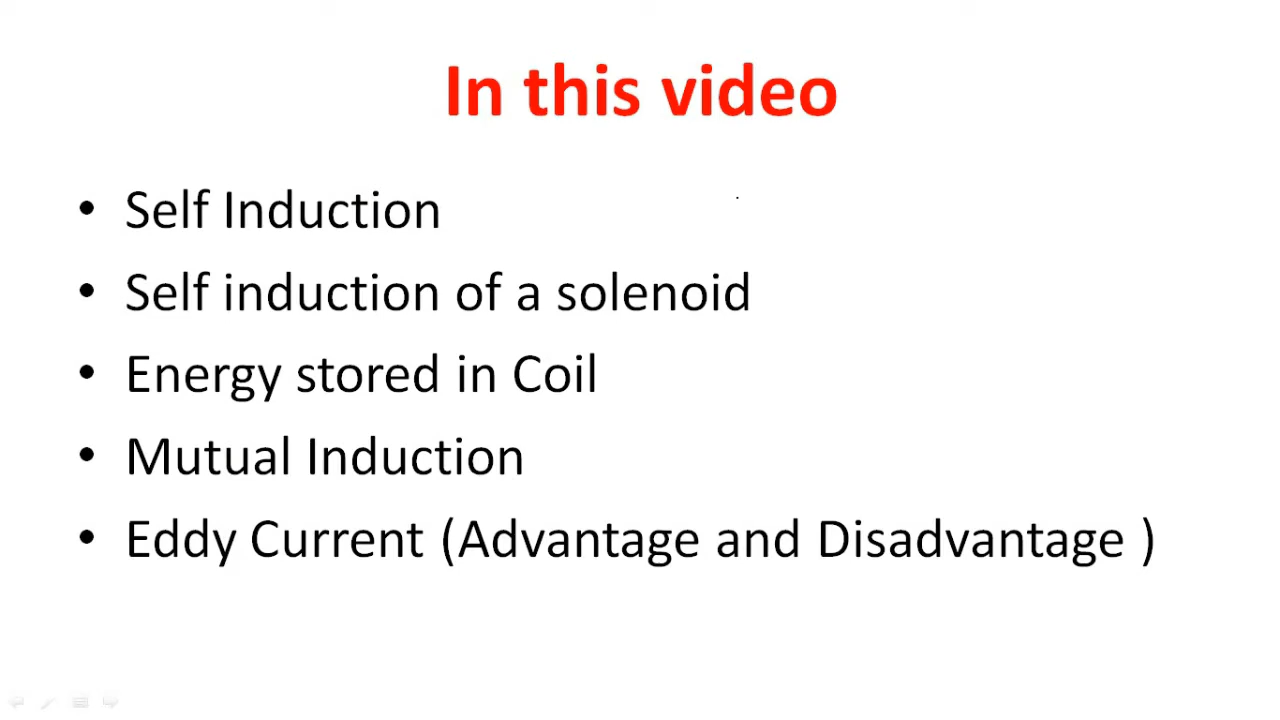 In this video
• Self Induction
• Self induction of a solenoid
• Energy stored in Coil
• Mutual Induction
• Eddy Current (Advantage and Disadvantage )